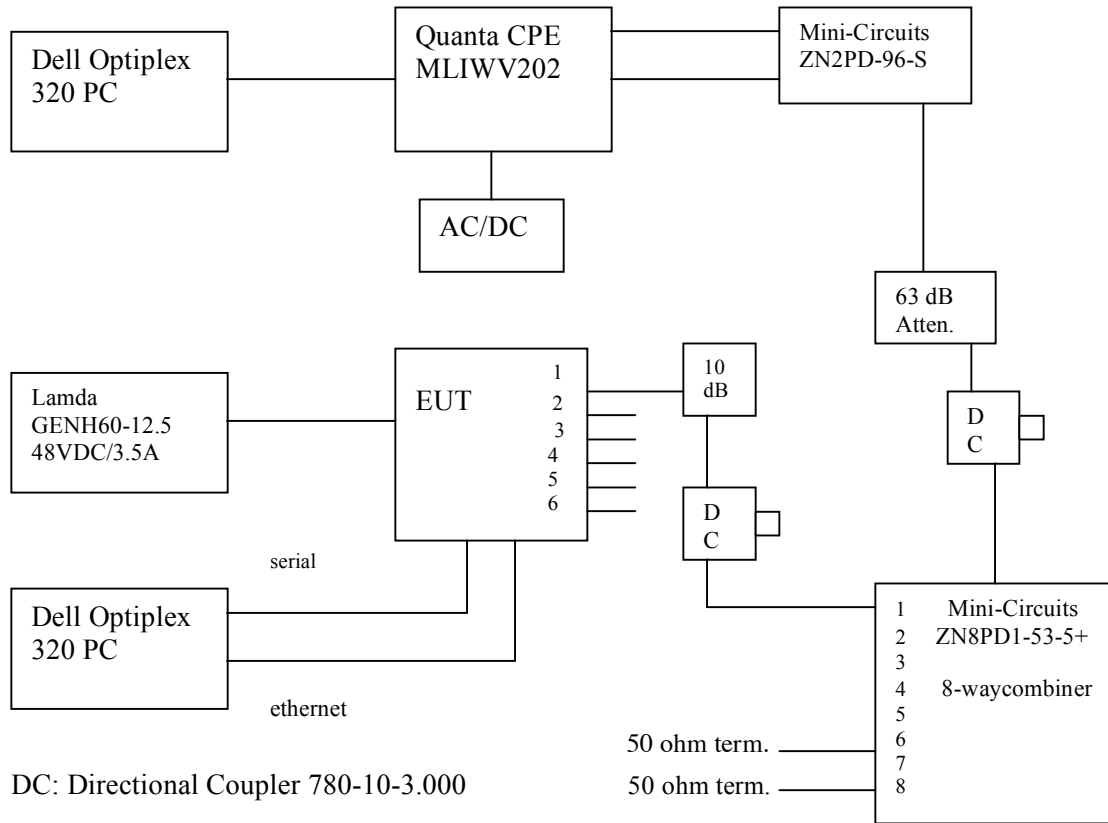 Dell Optiplex
320 PC
Quanta CPE
MLIWV202
Mini-Circuits
ZN2PD-96-S
AC/DC
63 dB
Atten.
D
C
Lamda
GENH60-12.5
48VDC/3.5A
EUT
1
2
3
4
5
6
10
dB
D
C
serial
Dell Optiplex
320 PC
ethernet
1
2
3
4
5
6
7
8
Mini-Circuits
ZN8PD1-53-5+
8-waycombiner
50 ohm term.
50 ohm term.
DC: Directional Coupler 780-10-3.000